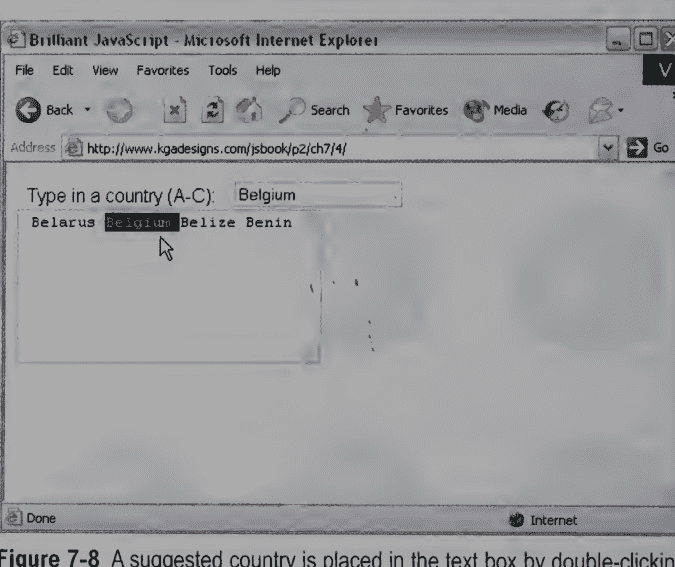 Brilliant JavaScript - Microsoft Internet Explorer
File Edit View Favorites Tools Help
Back Search Favorites Media
Address http://www.kgadesigns.com/jsbook/p2/ch7/4/ Go
Type in a country (A-C): Belgium
Belarus Belgium Belize Benin
Done Internet
Figure 7-8 A suggested country is placed in the text box by double-clickin